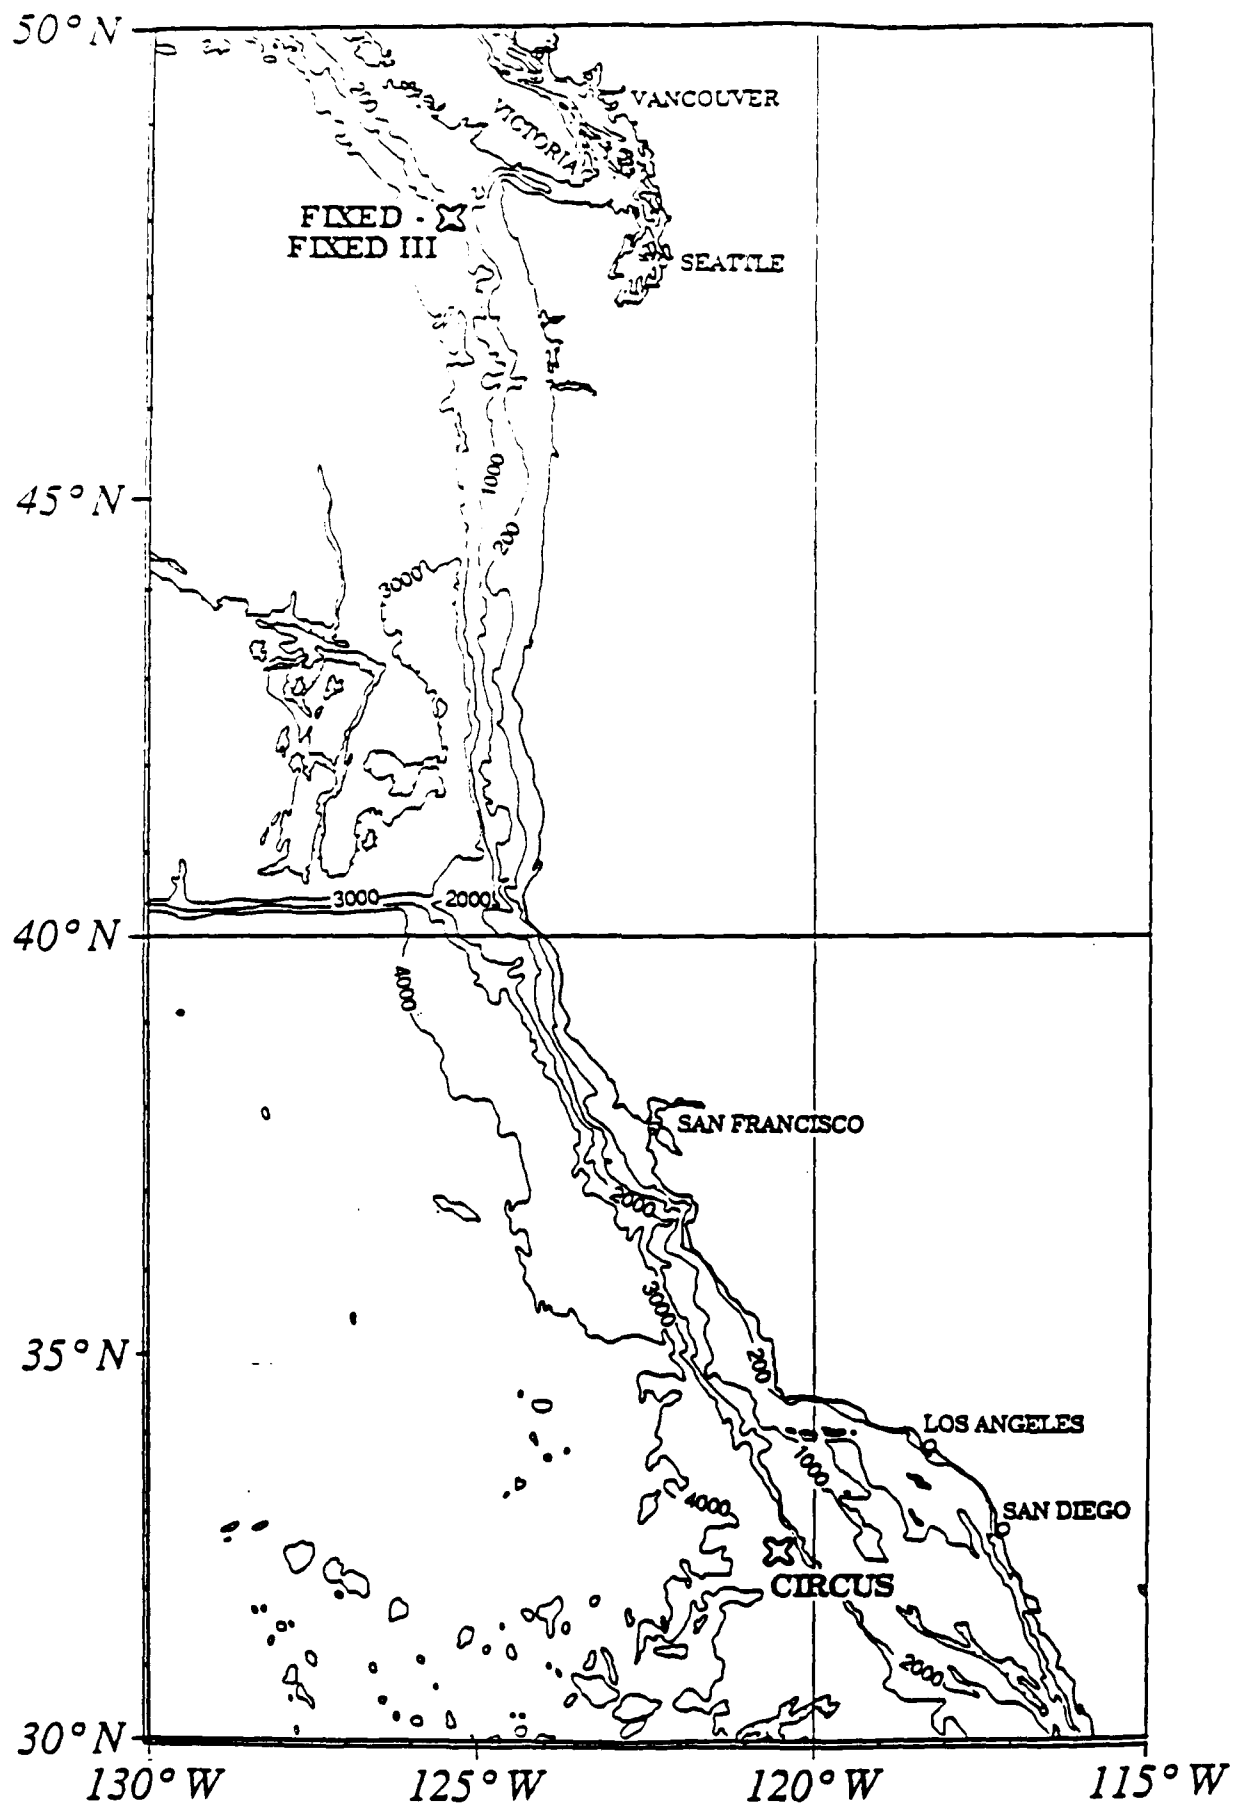 50°N
VANCOUVER
VICTORIA
FIXED -
FIXED III
SEATTLE
1000
45°N
200
3000
3000
2000
40°N
4000
SAN FRANCISCO
2000
3000
35°N
200
LOS ANGELES
1000
4000
SAN DIEGO
CIRCUS
2000
30°N
130°W
125°W
120°W
115°W